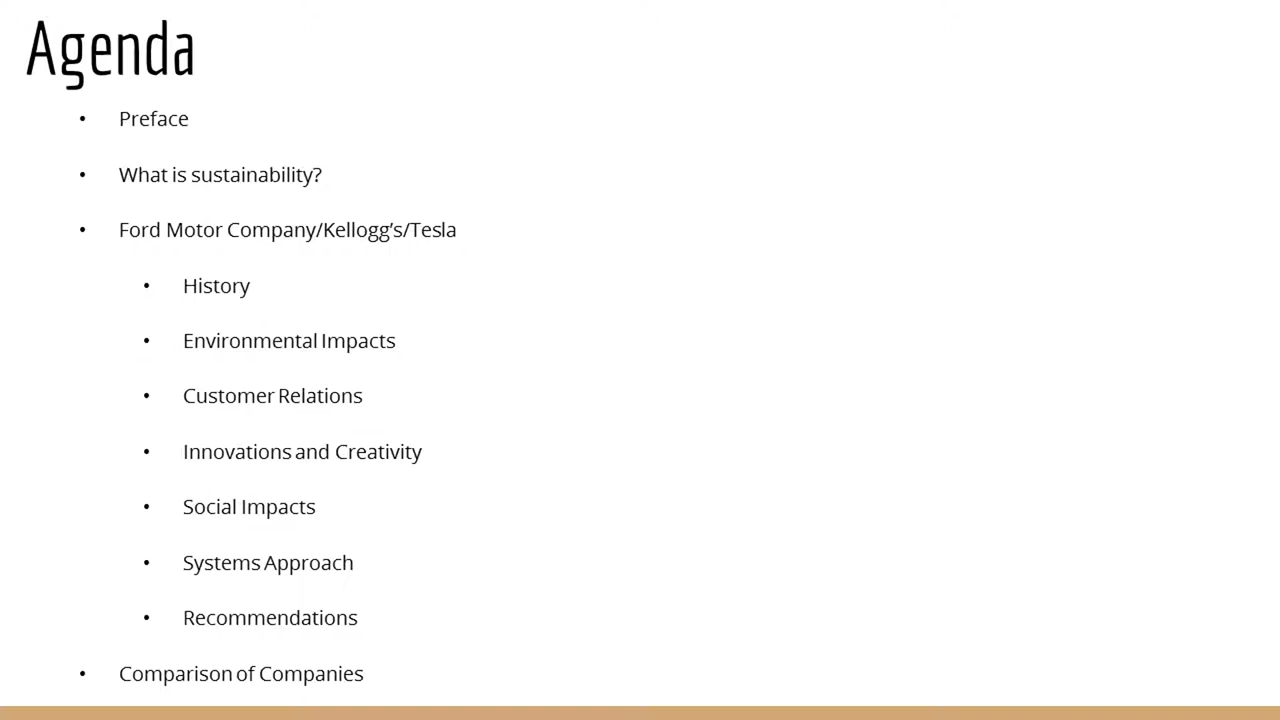 Agenda
• Preface
• What is sustainability?
• Ford Motor Company/Kellogg’s/Tesla
• History
• Environmental Impacts
• Customer Relations
• Innovations and Creativity
• Social Impacts
• Systems Approach
• Recommendations
• Comparison of Companies